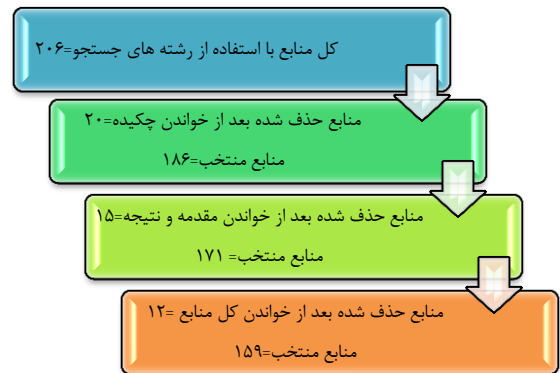 کل منابع با استفاده از رشته های جستجو=۲۰۶
منابع حذف شده بعد از خواندن چکیده=۲۰
منابع منتخب=۱۸۶
منابع حذف شده بعد از خواندن مقدمه و نتیجه=۱۵
منابع منتخب= ۱۷۱
منابع حذف شده بعد از خواندن کل منابع =۱۲
منابع منتخب=۱۵۹